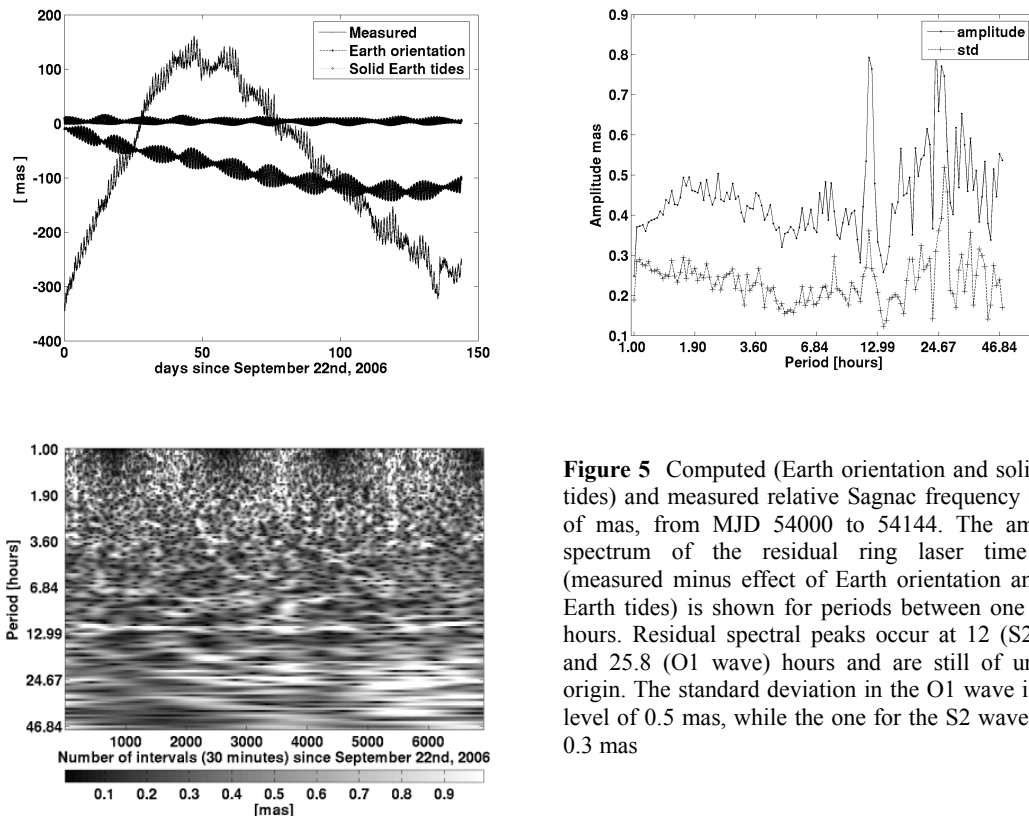 200
100
0
-100
-200
-300
-400
[ mas ]
Measured
Earth orientation
Solid Earth tides
0 50 100 150
days since September 22nd, 2006
0.9
0.8
0.7
0.6
0.5
0.4
0.3
0.2
0.1
Amplitude mas
amplitude
std
1.00 1.90 3.60 6.84 12.99 24.67 46.84
Period [hours]
1.00
1.90
3.60
6.84
12.99
24.67
46.84
Period [hours]
1000 2000 3000 4000 5000 6000
Number of intervals (30 minutes) since September 22nd, 2006
0.1 0.2 0.3 0.4 0.5 0.6 0.7 0.8 0.9
[mas]
Figure 5 Computed (Earth orientation and soli
tides) and measured relative Sagnac frequency
of mas, from MJD 54000 to 54144. The am
spectrum of the residual ring laser time
(measured minus effect of Earth orientation an
Earth tides) is shown for periods between one
hours. Residual spectral peaks occur at 12 (S2
and 25.8 (O1 wave) hours and are still of un
origin. The standard deviation in the O1 wave i
level of 0.5 mas, while the one for the S2 wave
0.3 mas